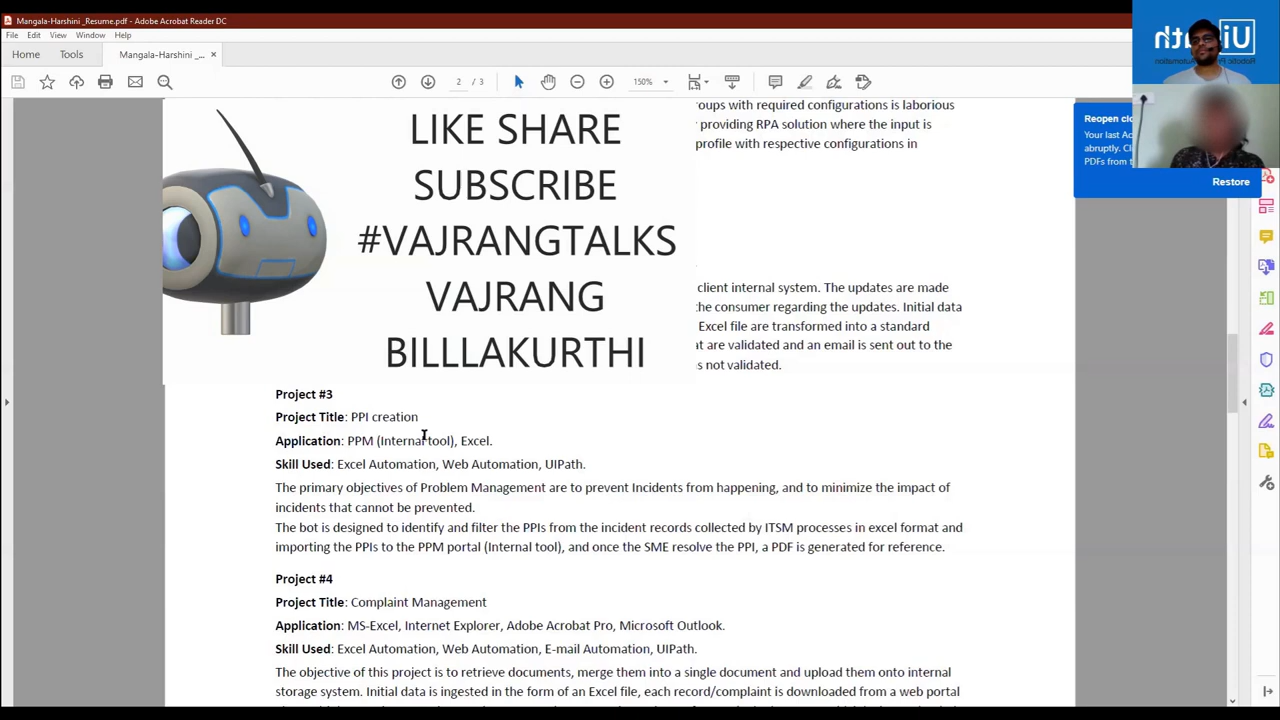 Mangala-Harshini _Resume.pdf - Adobe Acrobat Reader DC
File Edit View Window Help
Home Tools Mangala-Harshini _... ×
2 / 3 150%
Ui
Robotic Automation
Reopen clo
Your last Ac
abruptly. Cl
PDFs from t
Restore
LIKE SHARE
SUBSCRIBE
#VAJRANGTALKS
VAJRANG
BILLLAKURTHI
oups with required configurations is laborious
providing RPA solution where the input is
profile with respective configurations in
client internal system. The updates are made
the consumer regarding the updates. Initial data
Excel file are transformed into a standard
at are validated and an email is sent out to the
s not validated.
Project #3
Project Title: PPI creation
Application: PPM (Internal tool), Excel.
Skill Used: Excel Automation, Web Automation, UIPath.
The primary objectives of Problem Management are to prevent Incidents from happening, and to minimize the impact of
incidents that cannot be prevented.
The bot is designed to identify and filter the PPIs from the incident records collected by ITSM processes in excel format and
importing the PPIs to the PPM portal (Internal tool), and once the SME resolve the PPI, a PDF is generated for reference.
Project #4
Project Title: Complaint Management
Application: MS-Excel, Internet Explorer, Adobe Acrobat Pro, Microsoft Outlook.
Skill Used: Excel Automation, Web Automation, E-mail Automation, UIPath.
The objective of this project is to retrieve documents, merge them into a single document and upload them onto internal
storage system. Initial data is ingested in the form of an Excel file, each record/complaint is downloaded from a web portal